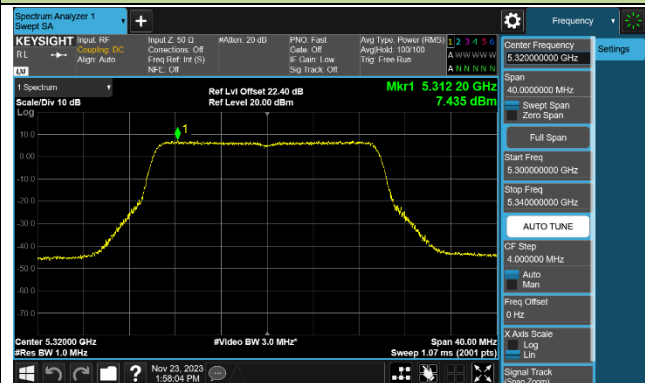 Spectrum Analyzer 1
Swept SA
+
Frequency
KEYSIGHT
Input: RF
Input Z: 50 Ω
#Atten: 20 dB
PNO: Fast
Avg Type: Power (RMS)
1 2 3 4 5 6
RL
Coupling: DC
Corrections: Off
Gate: Off
Avg|Hold: 100/100
A W W W W W
Align: Auto
Freq Ref: Int (S)
IF Gain: Low
Trig: Free Run
LXI
NFE: Off
Sig Track: Off
A N N N N N
1 Spectrum
Ref Lvl Offset 22.40 dB
Mkr1 5.312 20 GHz
Scale/Div 10 dB
Ref Level 20.00 dBm
7.435 dBm
Log
1
10.0
0.00
-10.0
-20.0
-30.0
-40.0
-50.0
-60.0
-70.0
Center 5.32000 GHz
#Video BW 3.0 MHz*
Span 40.00 MHz
#Res BW 1.0 MHz
Sweep 1.07 ms (2001 pts)
Nov 23, 2023
1:58:04 PM
?
Center Frequency
5.320000000 GHz
Settings
Span
40.0000000 MHz
Swept Span
Zero Span
Full Span
Start Freq
5.300000000 GHz
Stop Freq
5.340000000 GHz
AUTO TUNE
CF Step
4.000000 MHz
Auto
Man
Freq Offset
0 Hz
X Axis Scale
Log
Lin
Signal Track
(Span Zoom)